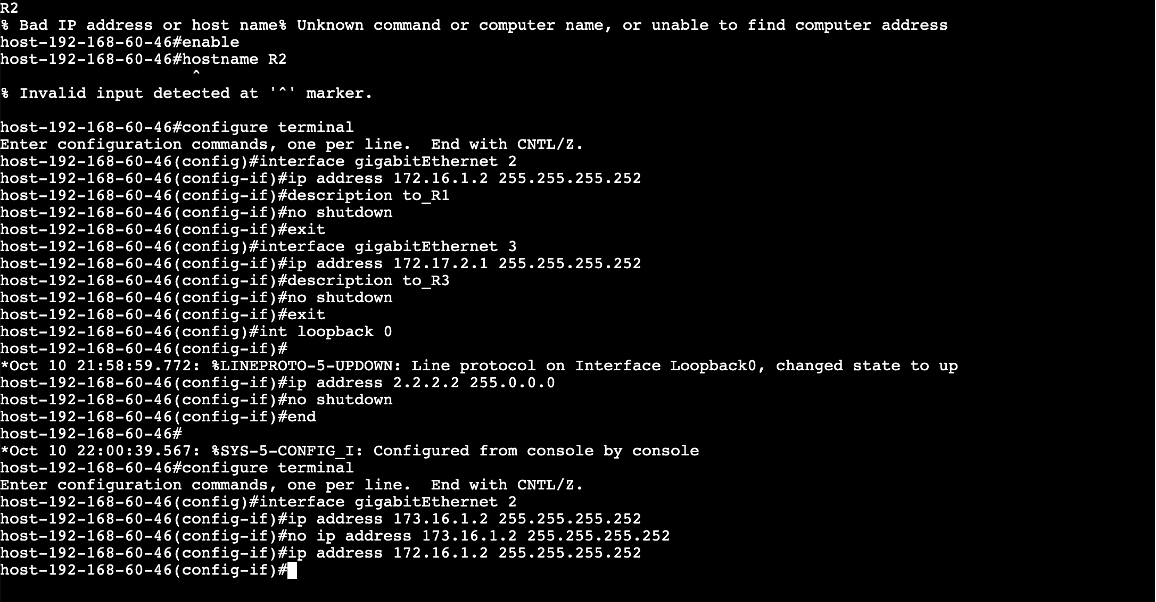 R2
% Bad IP address or host name% Unknown command or computer name, or unable to find computer address
host-192-168-60-46#enable
host-192-168-60-46#hostname R2
^
% Invalid input detected at '^' marker.
host-192-168-60-46#configure terminal
Enter configuration commands, one per line.  End with CNTL/Z.
host-192-168-60-46(config)#interface gigabitEthernet 2
host-192-168-60-46(config-if)#ip address 172.16.1.2 255.255.255.252
host-192-168-60-46(config-if)#description to_R1
host-192-168-60-46(config-if)#no shutdown
host-192-168-60-46(config-if)#exit
host-192-168-60-46(config)#interface gigabitEthernet 3
host-192-168-60-46(config-if)#ip address 172.17.2.1 255.255.255.252
host-192-168-60-46(config-if)#description to_R3
host-192-168-60-46(config-if)#no shutdown
host-192-168-60-46(config-if)#exit
host-192-168-60-46(config)#int loopback 0
host-192-168-60-46(config-if)#
*Oct 10 21:58:59.772: %LINEPROTO-5-UPDOWN: Line protocol on Interface Loopback0, changed state to up
host-192-168-60-46(config-if)#ip address 2.2.2.2 255.0.0.0
host-192-168-60-46(config-if)#no shutdown
host-192-168-60-46(config-if)#end
host-192-168-60-46#
*Oct 10 22:00:39.567: %SYS-5-CONFIG_I: Configured from console by console
host-192-168-60-46#configure terminal
Enter configuration commands, one per line.  End with CNTL/Z.
host-192-168-60-46(config)#interface gigabitEthernet 2
host-192-168-60-46(config-if)#ip address 173.16.1.2 255.255.255.252
host-192-168-60-46(config-if)#no ip address 173.16.1.2 255.255.255.252
host-192-168-60-46(config-if)#ip address 172.16.1.2 255.255.255.252
host-192-168-60-46(config-if)#